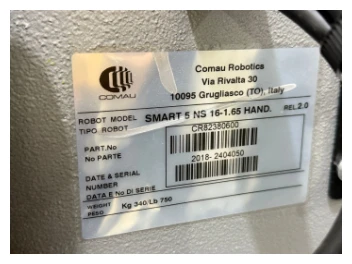 COMAU
Comau Robotics
Via Rivalta 30
10095 Grugliasco (TO), Italy
ROBOT MODEL SMART 5 NS 16-1.65 HAND. REL.2.0
TIPO ROBOT
CR82380600
PART.No
No PARTE
2018- 2404050
DATE & SERIAL
NUMBER
DATA E No DI SERIE
WEIGHT Kg 340/Lb 750
PESO